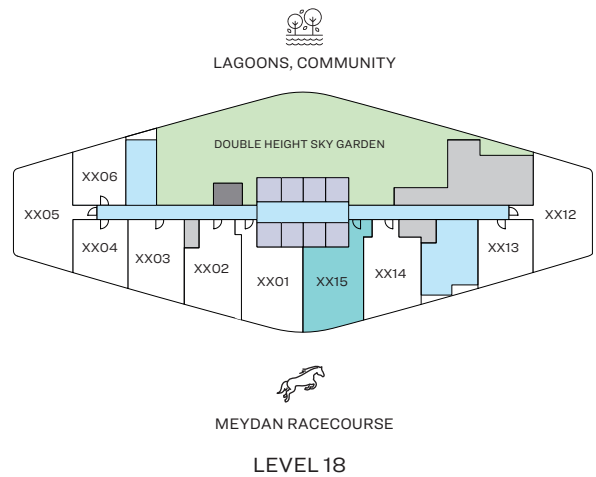 LAGOONS, COMMUNITY
DOUBLE HEIGHT SKY GARDEN
XX06
XX05
XX12
XX04
XX03
XX02
XX01
XX15
XX14
XX13
MEYDAN RACECOURSE
LEVEL 18